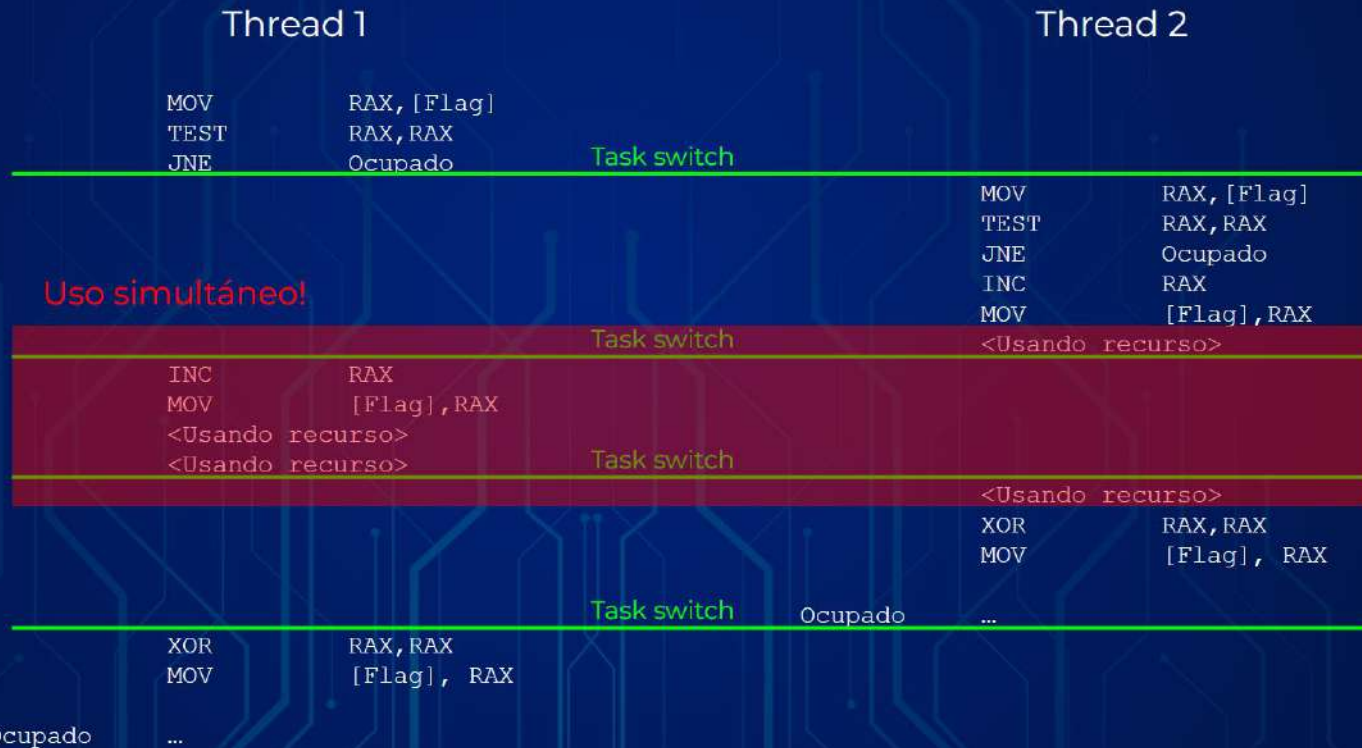 Thread 1 Thread 2
MOV RAX,[Flag]
TEST RAX,RAX
JNE Ocupado Task switch
MOV RAX,[Flag]
TEST RAX,RAX
JNE Ocupado
INC RAX
Uso simultáneo!
MOV [Flag],RAX
Task switch <Usando recurso>
INC RAX
MOV [Flag],RAX
<Usando recurso>
<Usando recurso> Task switch
<Usando recurso>
XOR RAX,RAX
MOV [Flag], RAX
Task switch Ocupado …
XOR RAX,RAX
MOV [Flag], RAX
Ocupado …